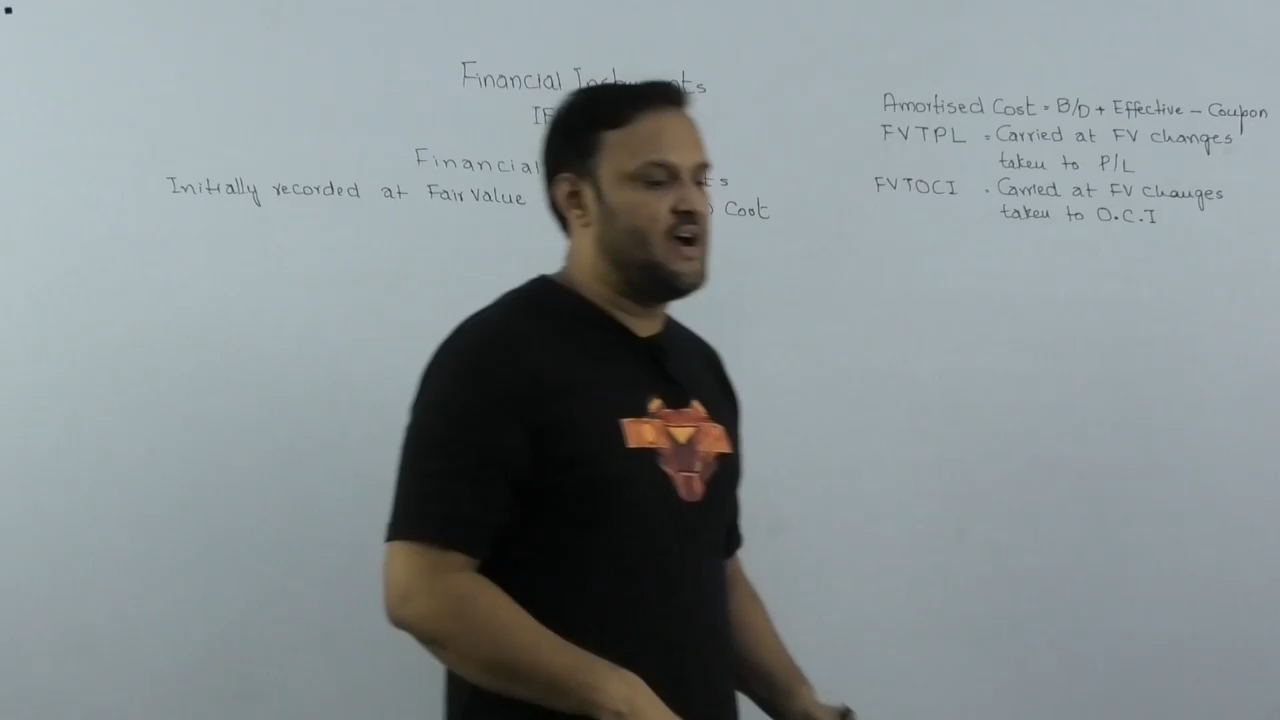 Financial
Financial
Initially recorded at Fair Value
Cost
Amortised Cost = B/D + Effective - Coupon
FVTPL = Carried at FV changes
taken to P/L
FVTOCI = Carried at FV changes
taken to O.C.I